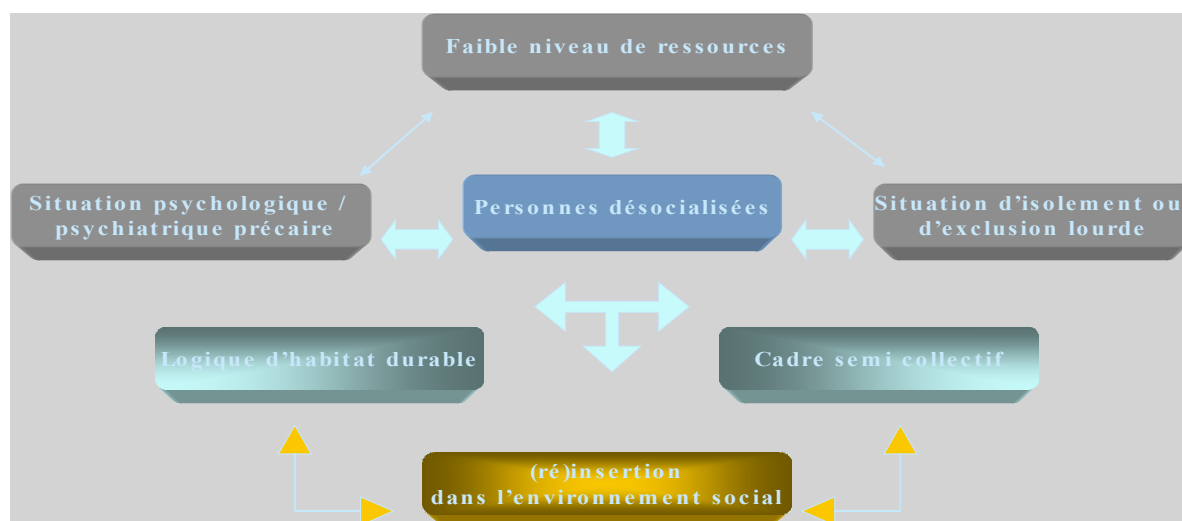 Faible niveau de ressources
Situation psychologique /
psychiatrique précaire
Personnes désocialisées
Situation d'isolement ou
d'exclusion lourde
Logique d'habitat durable
Cadre semi collectif
(ré)insertion
dans l'environnement social